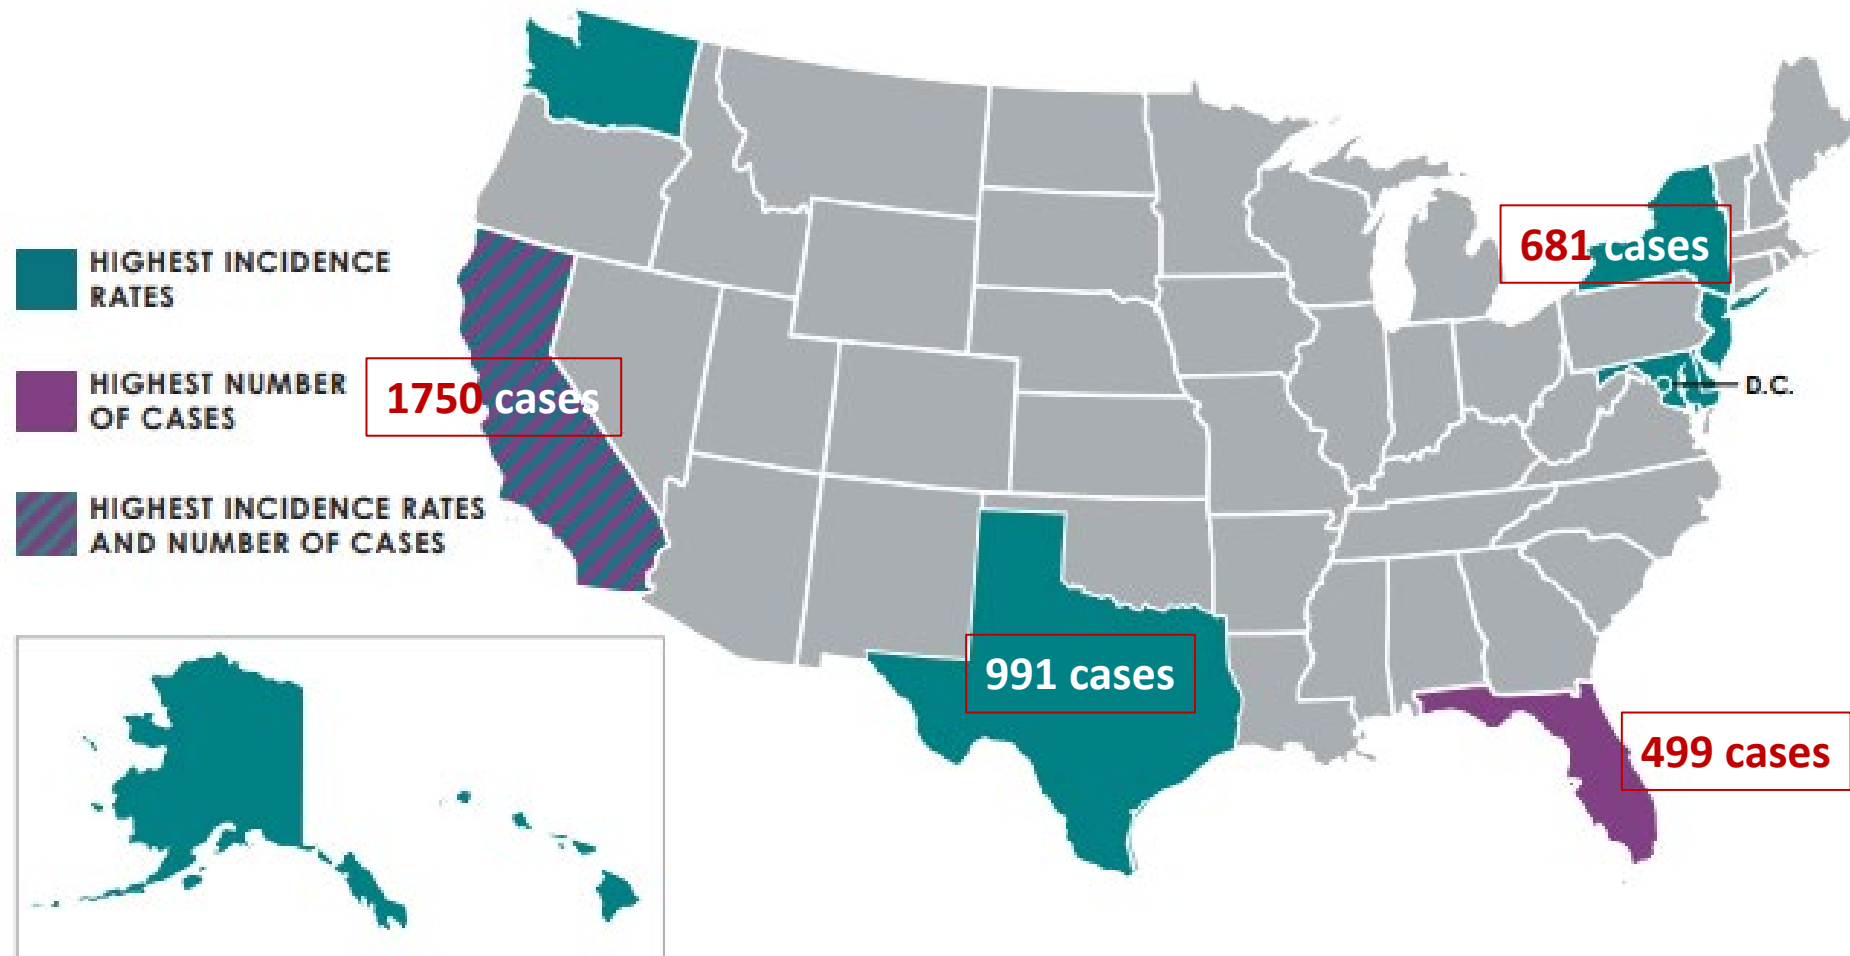 HIGHEST INCIDENCE
RATES
HIGHEST NUMBER
OF CASES
HIGHEST INCIDENCE RATES
AND NUMBER OF CASES
681 cases
1750 cases
D.C.
991 cases
499 cases